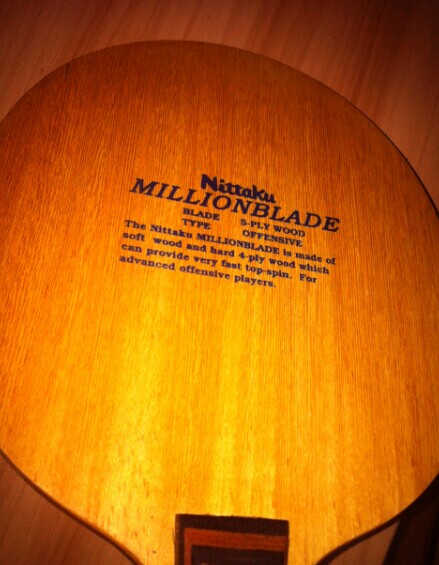 Nittaku
MILLIONBLADE
BLADE 5-PLY WOOD
TYPE OFFENSIVE
The Nittaku MILLIONBLADE is made of
soft wood and hard 4-ply wood which
can provide very fast top-spin. For
advanced offensive players.